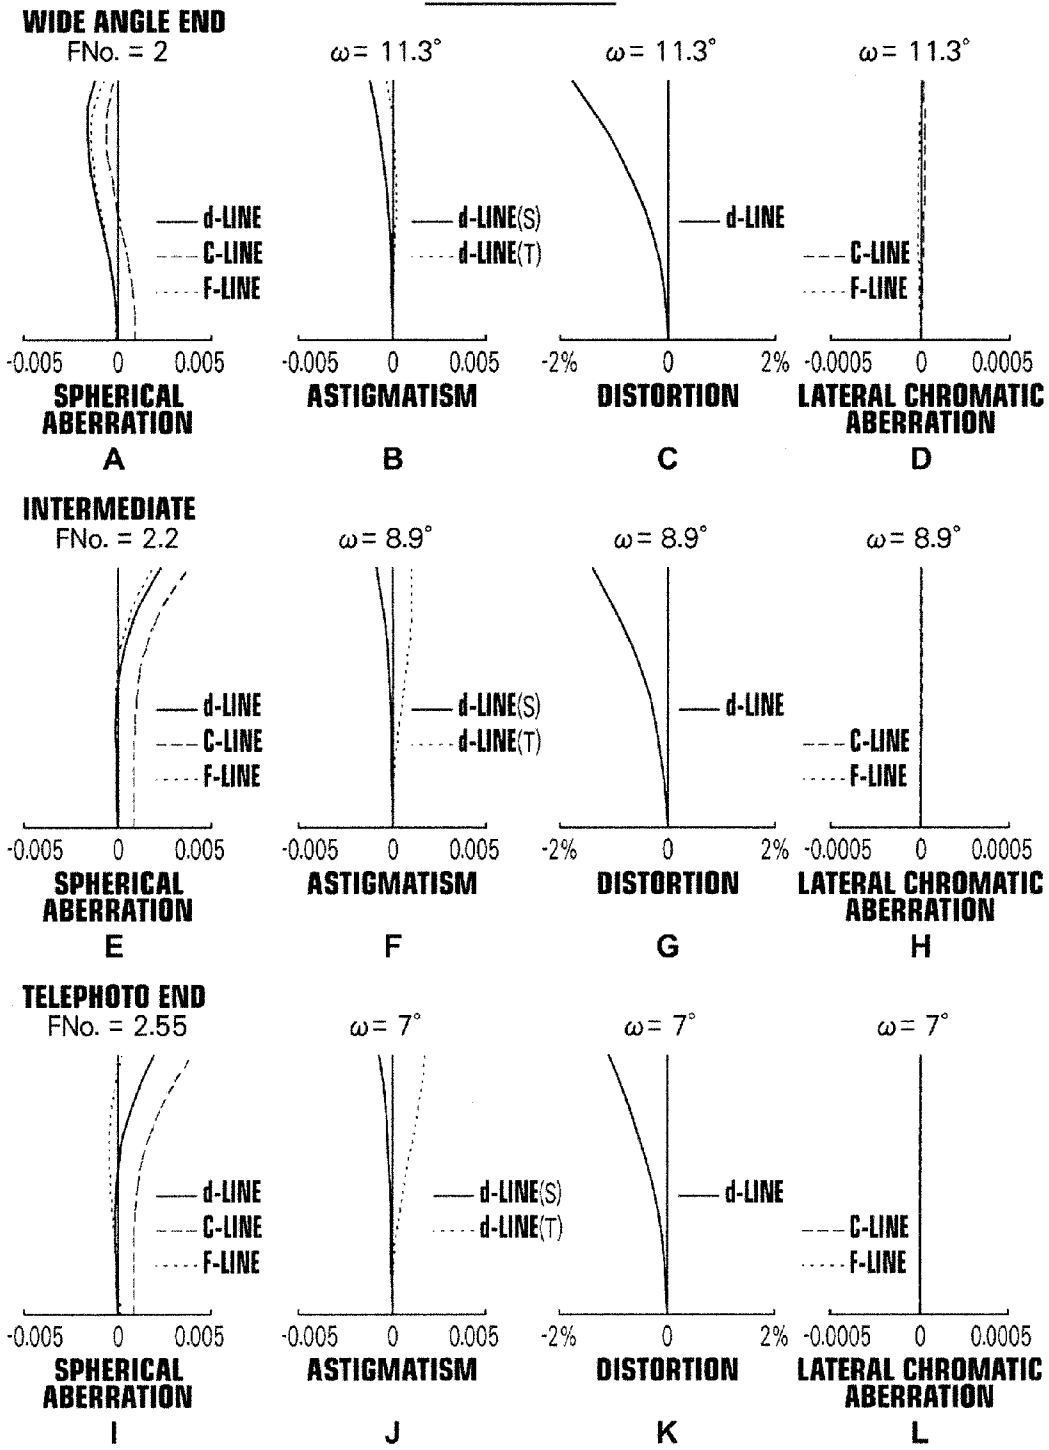 WIDE ANGLE END
FNo. = 2
ω = 11.3°
ω = 11.3°
ω = 11.3°
d-LINE
C-LINE
F-LINE
d-LINE(S)
d-LINE(T)
d-LINE
C-LINE
F-LINE
-0.005 0 0.005
-0.005 0 0.005
-2% 0 2%
-0.0005 0 0.0005
SPHERICAL
ABERRATION
ASTIGMATISM
DISTORTION
LATERAL CHROMATIC
ABERRATION
A B C D
INTERMEDIATE
FNo. = 2.2
ω = 8.9°
ω = 8.9°
ω = 8.9°
d-LINE
C-LINE
F-LINE
d-LINE(S)
d-LINE(T)
d-LINE
C-LINE
F-LINE
-0.005 0 0.005
-0.005 0 0.005
-2% 0 2%
-0.0005 0 0.0005
SPHERICAL
ABERRATION
ASTIGMATISM
DISTORTION
LATERAL CHROMATIC
ABERRATION
E F G H
TELEPHOTO END
FNo. = 2.55
ω = 7°
ω = 7°
ω = 7°
d-LINE
C-LINE
F-LINE
d-LINE(S)
d-LINE(T)
d-LINE
C-LINE
F-LINE
-0.005 0 0.005
-0.005 0 0.005
-2% 0 2%
-0.0005 0 0.0005
SPHERICAL
ABERRATION
ASTIGMATISM
DISTORTION
LATERAL CHROMATIC
ABERRATION
I J K L